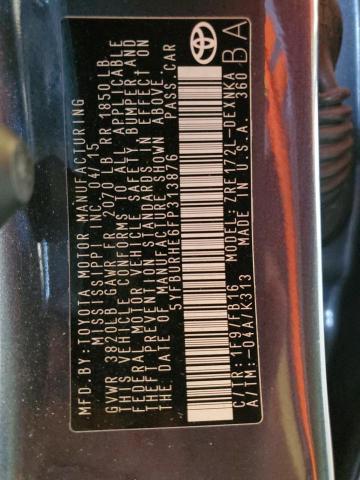 MFD.BY: TOYOTA MOTOR MANUFACTURING
MISSISSIPPI INC. 04/15
GVWR 3820LB GAWR FR 2070 LB RR 1850LB
THIS VEHICLE CONFORMS TO ALL APPLICABLE
FEDERAL MOTOR VEHICLE SAFETY, BUMPER AND
THEFT PREVENTION STANDARDS IN EFFECT ON
THE DATE OF MANUFACTURE SHOWN ABOVE.
5YFBURHE6FP313876 PASS.CAR
C/TR: 1F9/FB16 MODEL: ZRE172L-DEXNKA
A/TM: -04A/K313 MADE IN U.S.A. 360
BA